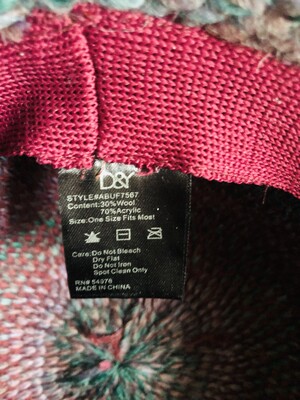 D&Y
STYLE#ABUF7567
Content:30%Wool
70%Acrylic
Size:One Size Fits Most
Care:Do Not Bleach
Dry Flat
Do Not Iron
Spot Clean Only
RN# 54978
MADE IN CHINA